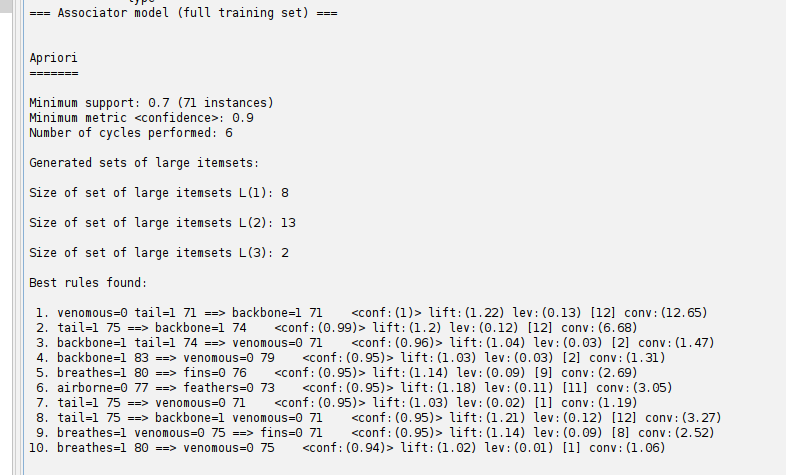 === Associator model (full training set) ===
Apriori
=======
Minimum support: 0.7 (71 instances)
Minimum metric <confidence>: 0.9
Number of cycles performed: 6
Generated sets of large itemsets:
Size of set of large itemsets L(1): 8
Size of set of large itemsets L(2): 13
Size of set of large itemsets L(3): 2
Best rules found:
1. venomous=0 tail=1 71 ==> backbone=1 71    <conf:(1)> lift:(1.22) lev:(0.13) [12] conv:(12.65)
2. tail=1 75 ==> backbone=1 74    <conf:(0.99)> lift:(1.2) lev:(0.12) [12] conv:(6.68)
3. backbone=1 tail=1 74 ==> venomous=0 71    <conf:(0.96)> lift:(1.04) lev:(0.03) [2] conv:(1.47)
4. backbone=1 83 ==> venomous=0 79    <conf:(0.95)> lift:(1.03) lev:(0.03) [2] conv:(1.31)
5. breathes=1 80 ==> fins=0 76    <conf:(0.95)> lift:(1.14) lev:(0.09) [9] conv:(2.69)
6. airborne=0 77 ==> feathers=0 73    <conf:(0.95)> lift:(1.18) lev:(0.11) [11] conv:(3.05)
7. tail=1 75 ==> venomous=0 71    <conf:(0.95)> lift:(1.03) lev:(0.02) [1] conv:(1.19)
8. tail=1 75 ==> backbone=1 venomous=0 71    <conf:(0.95)> lift:(1.21) lev:(0.12) [12] conv:(3.27)
9. breathes=1 venomous=0 75 ==> fins=0 71    <conf:(0.95)> lift:(1.14) lev:(0.09) [8] conv:(2.52)
10. breathes=1 80 ==> venomous=0 75    <conf:(0.94)> lift:(1.02) lev:(0.01) [1] conv:(1.06)